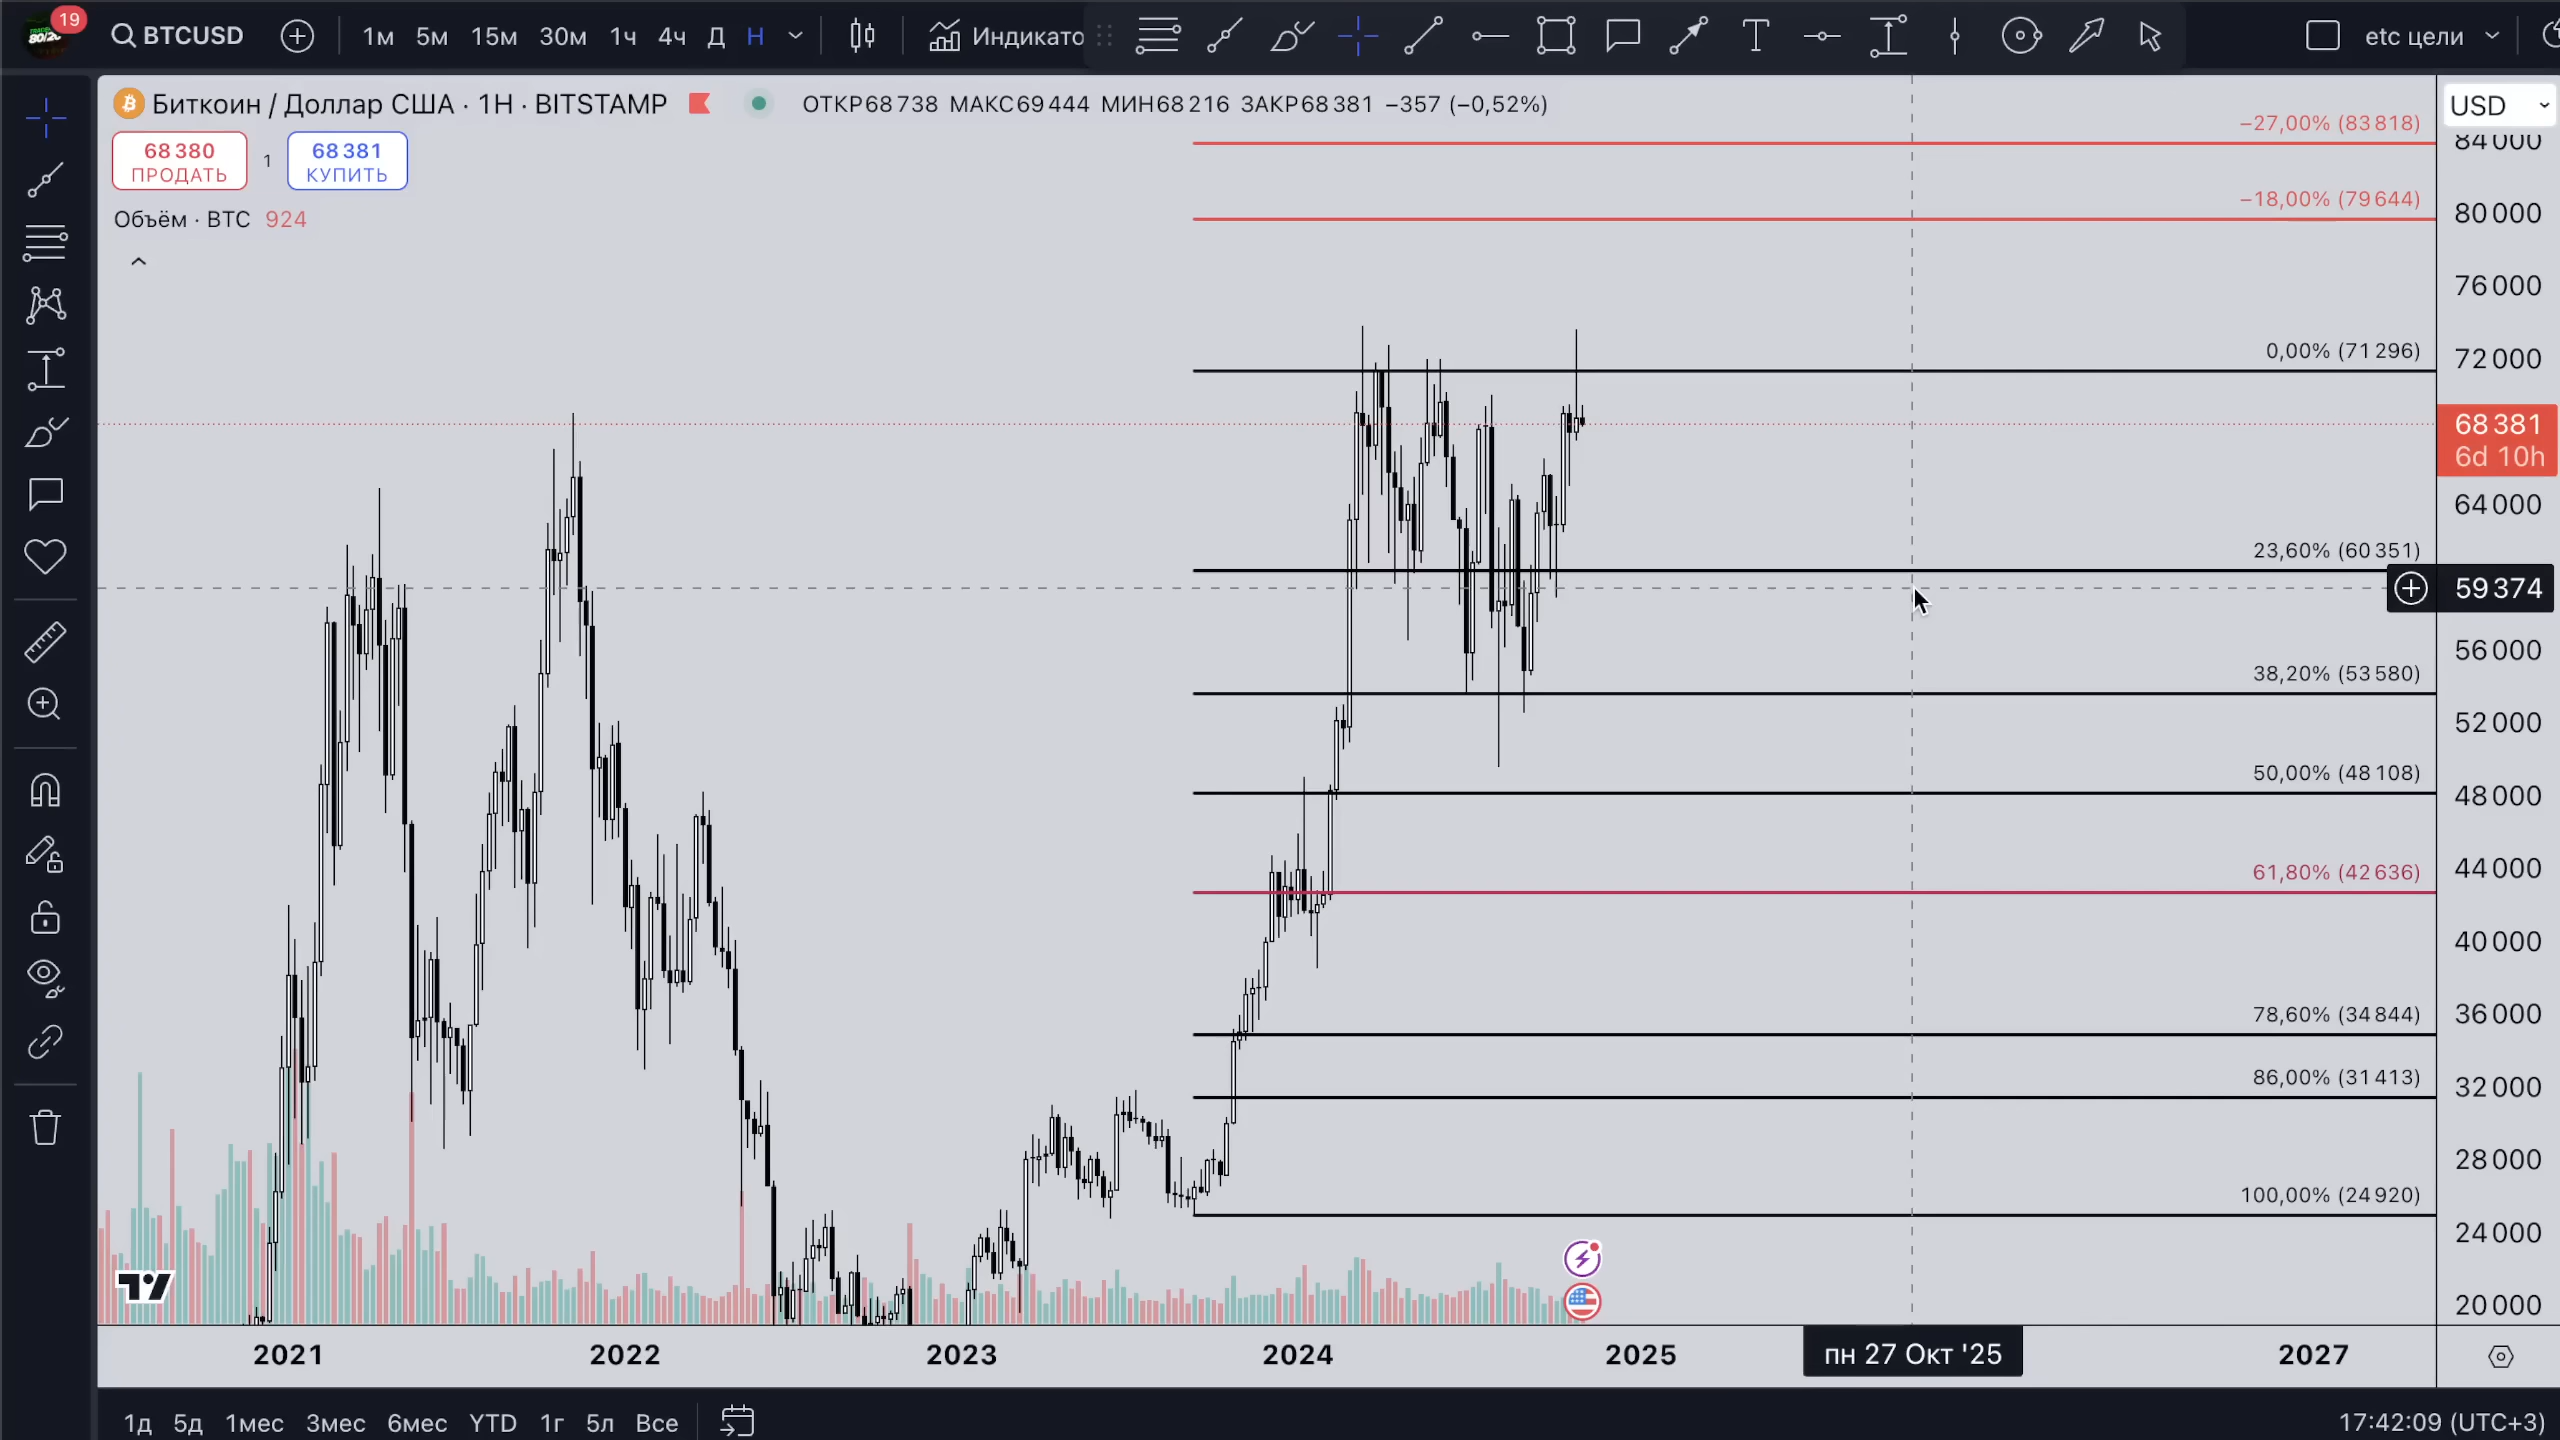 19
80/20
BTCUSD
1м 5м 15м 30м 1ч 4ч Д Н
Индикато
etc цели
Биткоин / Доллар США · 1Н · BITSTAMP
ОТКР68 738 МАКС69 444 МИН68 216 ЗАКР68 381 −357 (−0,52%)
USD
68 380
ПРОДАТЬ
1
68 381
КУПИТЬ
Объём · BTC 924
−27,00% (83 818)
84 000
−18,00% (79 644)
80 000
76 000
0,00% (71 296)
72 000
68 381
6d 10h
64 000
23,60% (60 351)
59 374
56 000
38,20% (53 580)
52 000
50,00% (48 108)
48 000
61,80% (42 636)
44 000
40 000
78,60% (34 844)
36 000
86,00% (31 413)
32 000
28 000
100,00% (24 920)
24 000
20 000
2021 2022 2023 2024 2025 пн 27 Окт '25 2027
1д 5д 1мес 3мес 6мес YTD 1г 5л Все
17:42:09 (UTC+3)